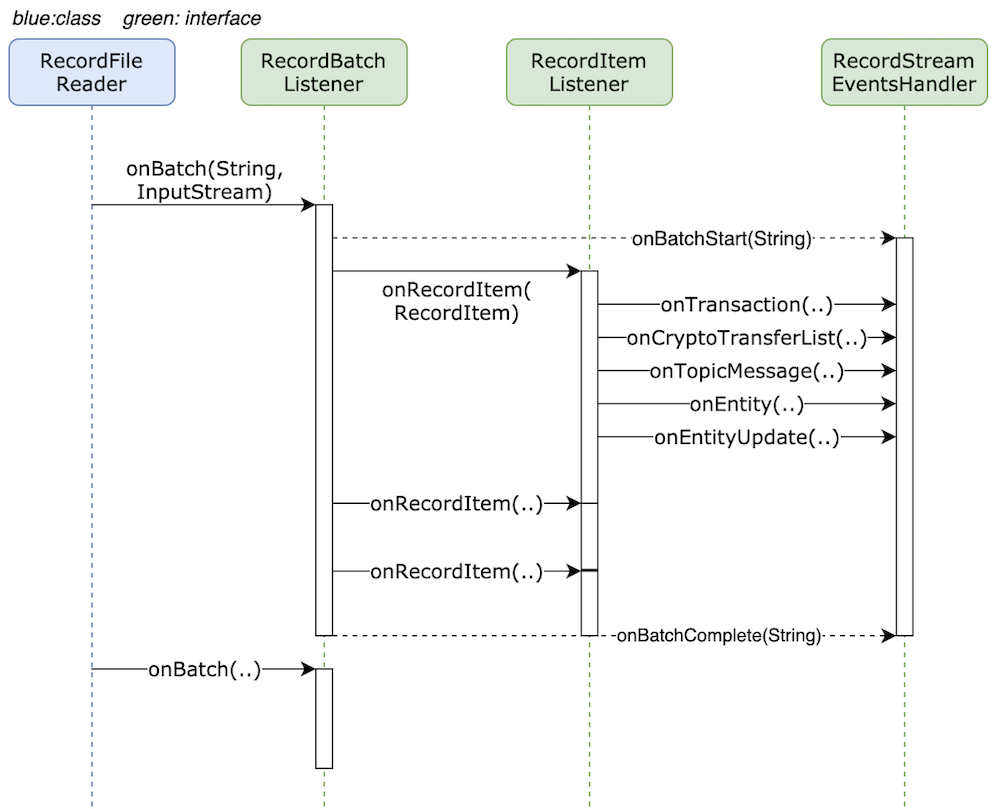 blue:class green: interface
RecordFile
Reader
RecordBatch
Listener
RecordItem
Listener
RecordStream
EventsHandler
onBatch(String,
InputStream)
onBatchStart(String)
onRecordItem(
RecordItem)
onTransaction(..)
onCryptoTransferList(..)
onTopicMessage(..)
onEntity(..)
onEntityUpdate(..)
onRecordItem(..)
onRecordItem(..)
onBatchComplete(String)
onBatch(..)